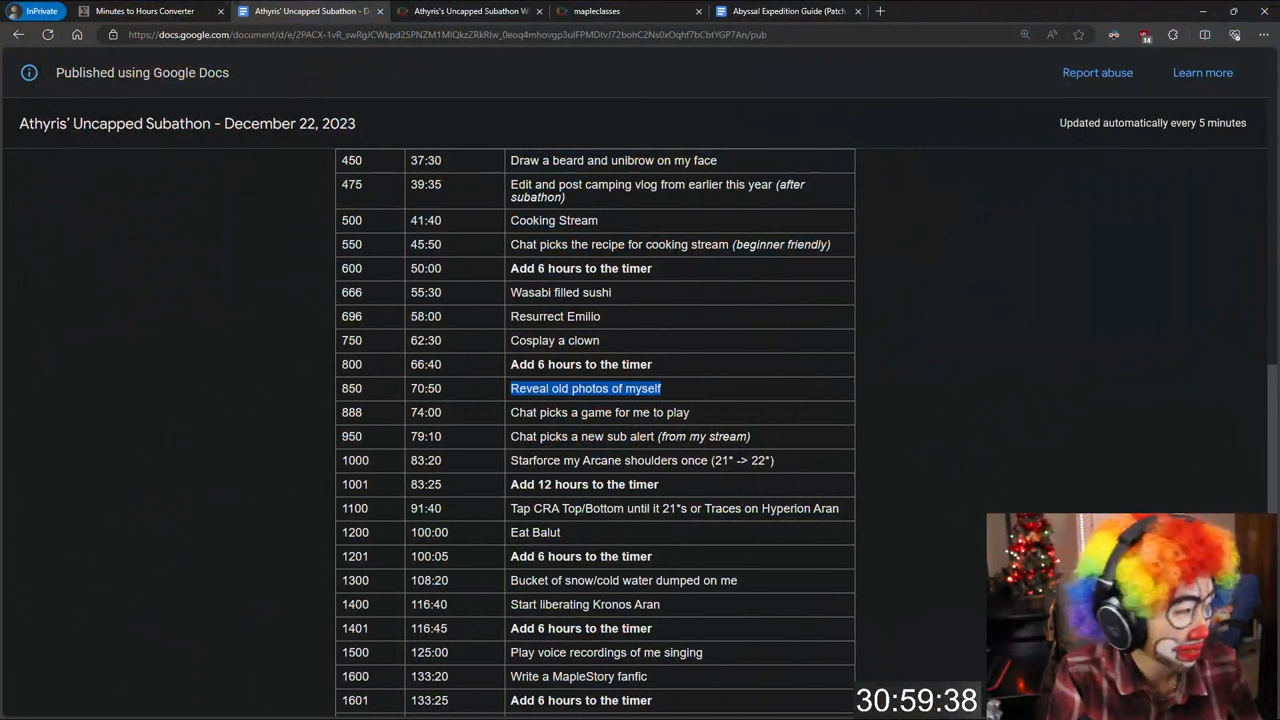 InPrivate
Minutes to Hours Converter
Athyris' Uncapped Subathon - D
Athyris's Uncapped Subathon W
mapleclasses
Abyssal Expedition Guide (Patch
14
Published using Google Docs
Report abuse
Learn more
Athyris' Uncapped Subathon - December 22, 2023
Updated automatically every 5 minutes
450 37:30 Draw a beard and unibrow on my face
475 39:35 Edit and post camping vlog from earlier this year (after
subathon)
500 41:40 Cooking Stream
550 45:50 Chat picks the recipe for cooking stream (beginner friendly)
600 50:00 Add 6 hours to the timer
666 55:30 Wasabi filled sushi
696 58:00 Resurrect Emilio
750 62:30 Cosplay a clown
800 66:40 Add 6 hours to the timer
850 70:50 Reveal old photos of myself
888 74:00 Chat picks a game for me to play
950 79:10 Chat picks a new sub alert (from my stream)
1000 83:20 Starforce my Arcane shoulders once (21* -> 22*)
1001 83:25 Add 12 hours to the timer
1100 91:40 Tap CRA Top/Bottom until it 21*s or Traces on Hyperion Aran
1200 100:00 Eat Balut
1201 100:05 Add 6 hours to the timer
1300 108:20 Bucket of snow/cold water dumped on me
1400 116:40 Start liberating Kronos Aran
1401 116:45 Add 6 hours to the timer
1500 125:00 Play voice recordings of me singing
1600 133:20 Write a MapleStory fanfic
1601 133:25 Add 6 hours to the timer
30:59:38